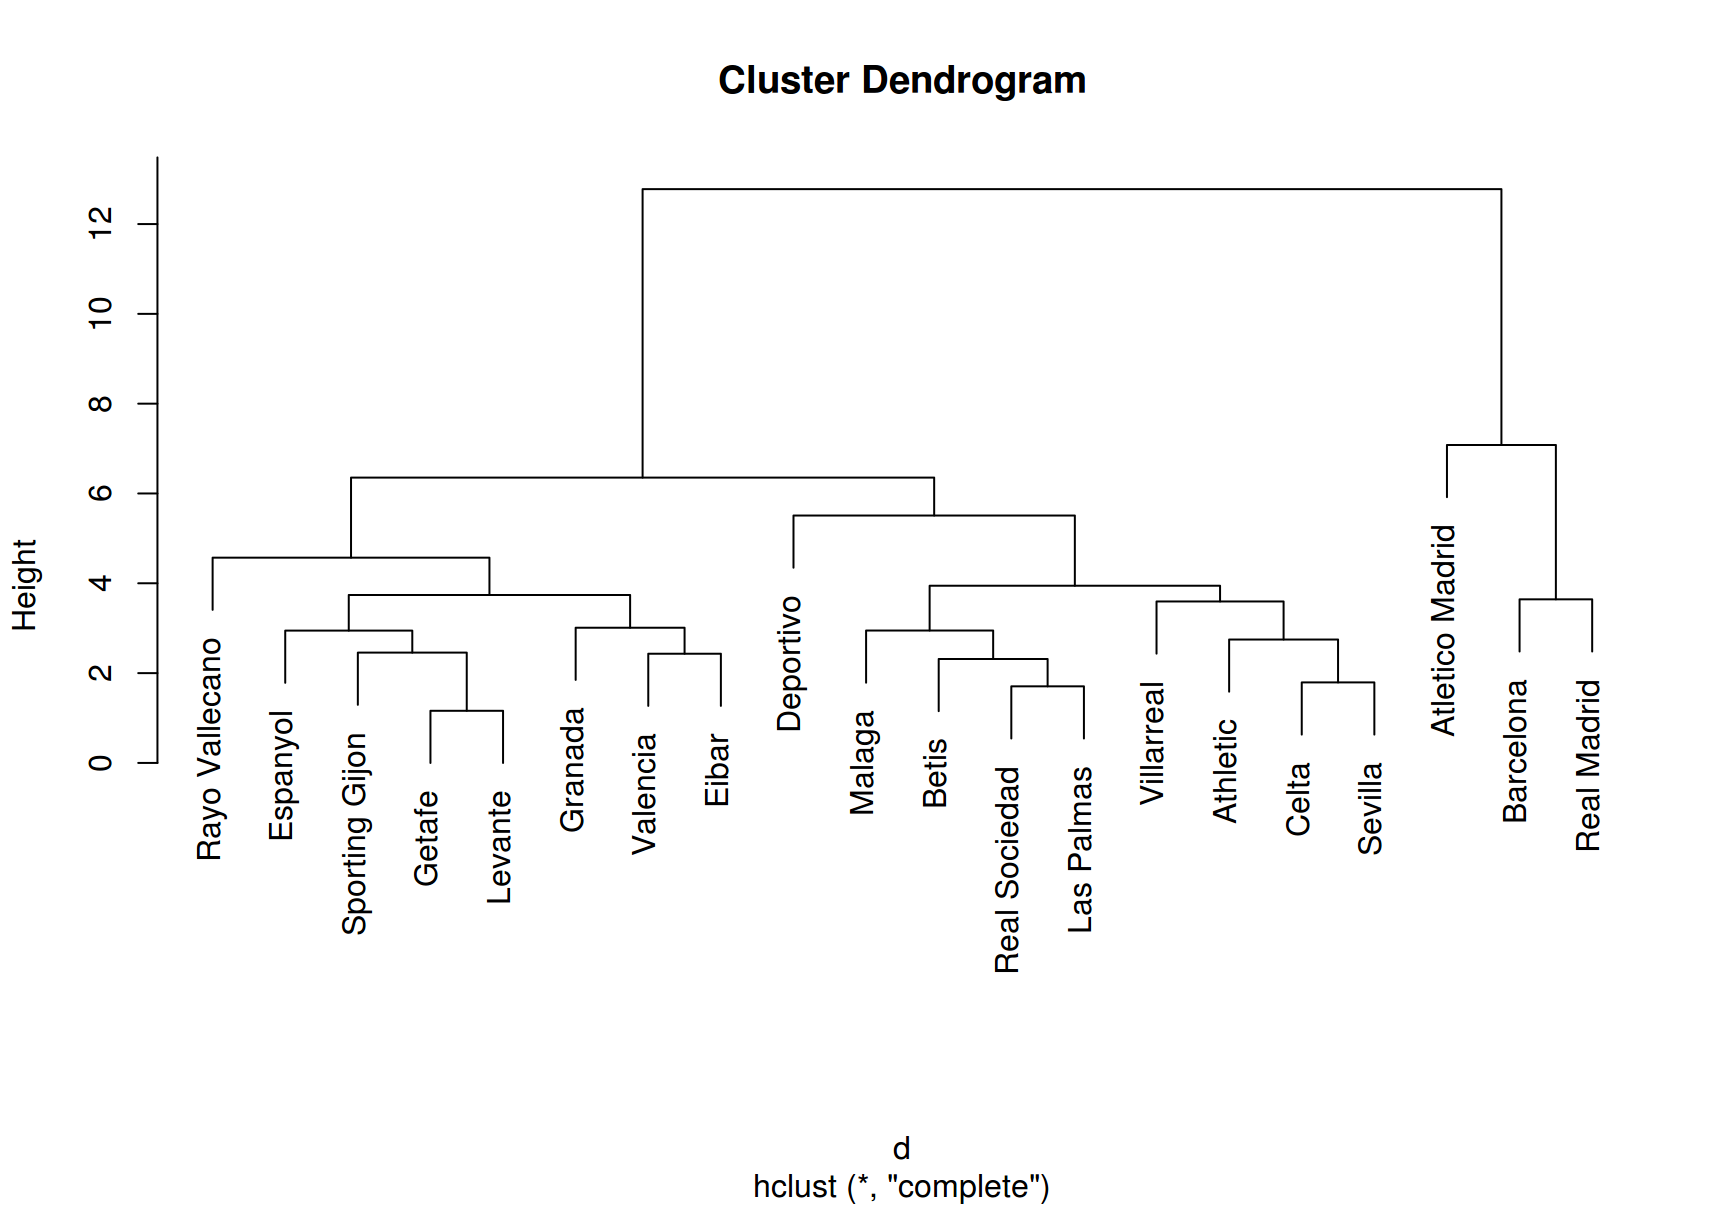 Cluster Dendrogram
Height
12
10
8
6
4
2
0
Rayo Vallecano
Espanyol
Sporting Gijon
Getafe
Levante
Granada
Valencia
Eibar
Deportivo
Malaga
Betis
Real Sociedad
Las Palmas
Villarreal
Athletic
Celta
Sevilla
Atletico Madrid
Barcelona
Real Madrid
d
hclust (*, "complete")